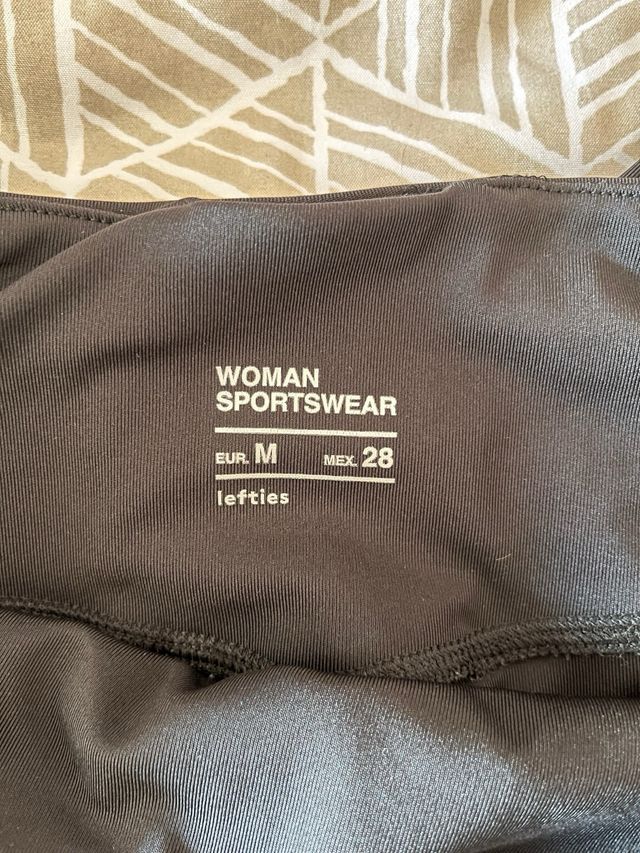 WOMAN
SPORTSWEAR
EUR. M MEX. 28
lefties